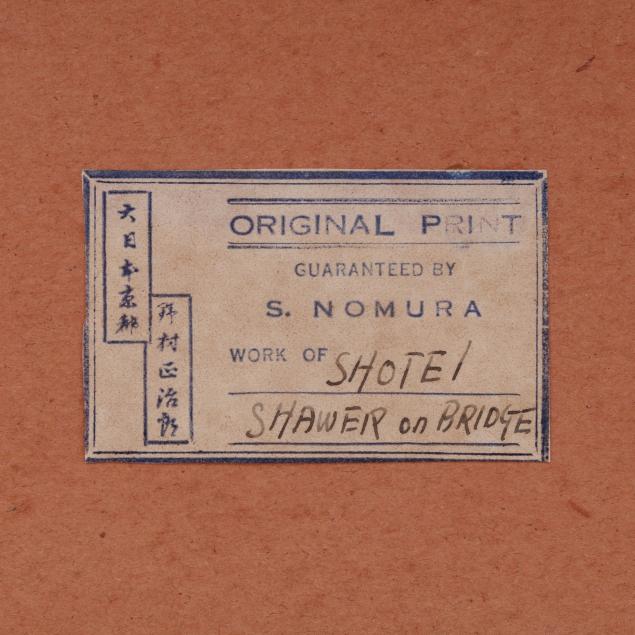 大日本京都
野村正治郎
ORIGINAL PRINT
GUARANTEED BY
S. NOMURA
WORK OF SHOTEI
SHAWER on BRIDGE